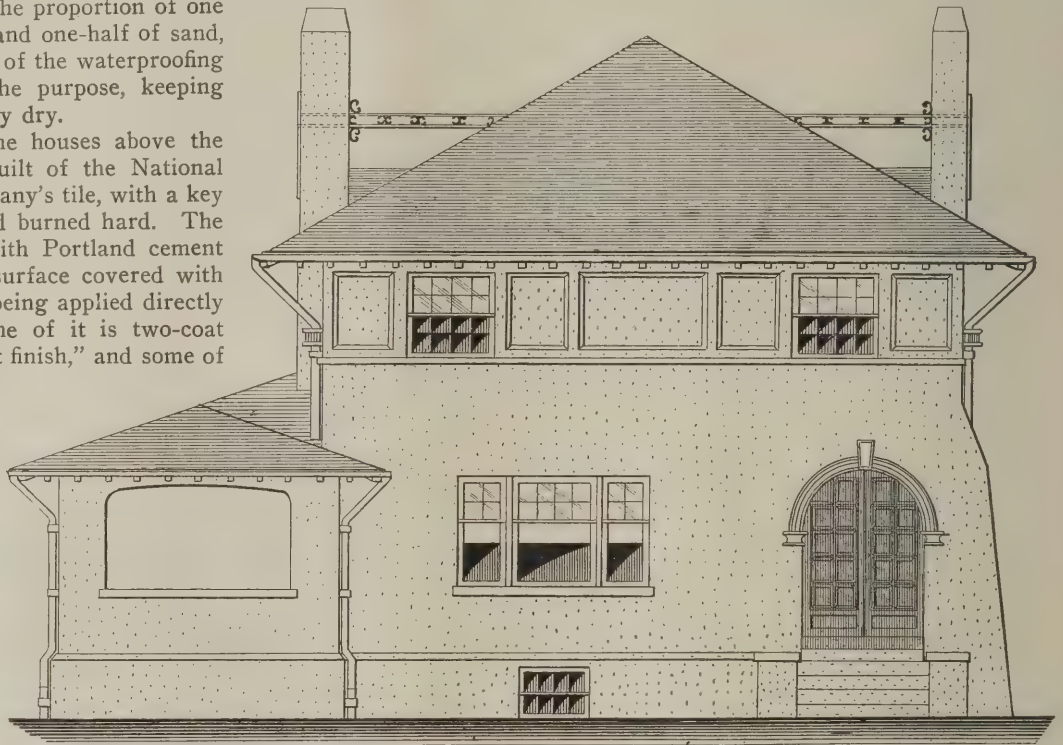 he proportion of one
and one-half of sand,
of the waterproofing
he purpose, keeping
y dry.
ne houses above the
uilt of the National
any's tile, with a key
l burned hard. The
ith Portland cement
surface covered with
being applied directly
me of it is two-coat
t finish," and some of